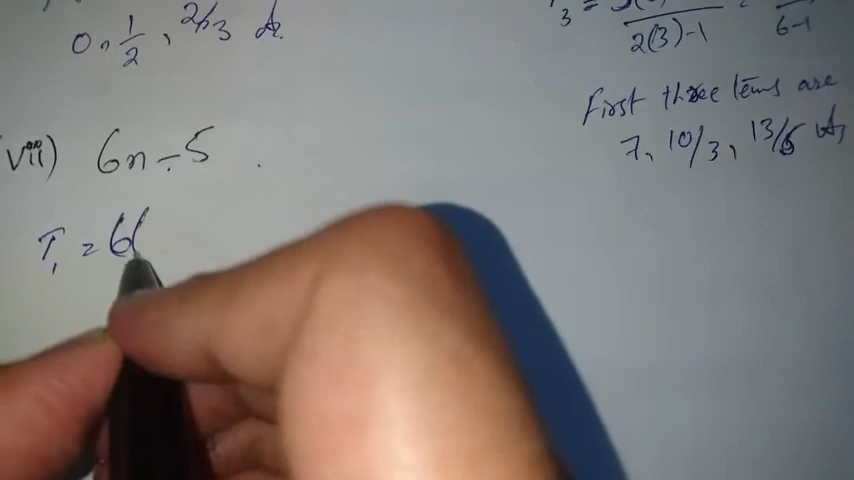 0, 1/2, 2/3 A.
(vii) 6n - 5
T₁ = 6(
3 =
2(3)-1
6-1
First three terms are
7, 10/3, 13/5 A,